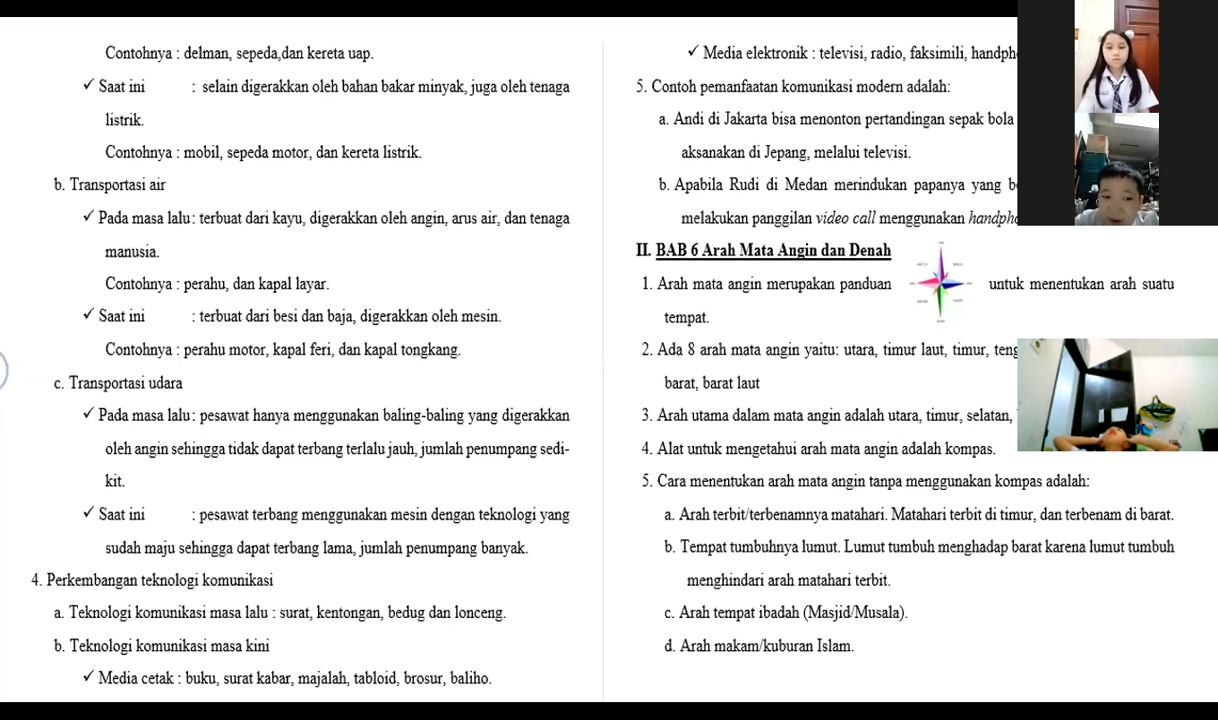 Contohnya : delman, sepeda,dan kereta uap.
✓ Saat ini : selain digerakkan oleh bahan bakar minyak, juga oleh tenaga
listrik.
Contohnya : mobil, sepeda motor, dan kereta listrik.
b. Transportasi air
✓ Pada masa lalu: terbuat dari kayu, digerakkan oleh angin, arus air, dan tenaga
manusia.
Contohnya : perahu, dan kapal layar.
✓ Saat ini : terbuat dari besi dan baja, digerakkan oleh mesin.
Contohnya : perahu motor, kapal feri, dan kapal tongkang.
c. Transportasi udara
✓ Pada masa lalu: pesawat hanya menggunakan baling-baling yang digerakkan
oleh angin sehingga tidak dapat terbang terlalu jauh, jumlah penumpang sedi-
kit.
✓ Saat ini : pesawat terbang menggunakan mesin dengan teknologi yang
sudah maju sehingga dapat terbang lama, jumlah penumpang banyak.
4. Perkembangan teknologi komunikasi
a. Teknologi komunikasi masa lalu : surat, kentongan, bedug dan lonceng.
b. Teknologi komunikasi masa kini
✓ Media cetak : buku, surat kabar, majalah, tabloid, brosur, baliho.
✓ Media elektronik : televisi, radio, faksimili, handph
5. Contoh pemanfaatan komunikasi modern adalah:
a. Andi di Jakarta bisa menonton pertandingan sepak bola
aksanakan di Jepang, melalui televisi.
b. Apabila Rudi di Medan merindukan papanya yang b
melakukan panggilan video call menggunakan handpho
II. BAB 6 Arah Mata Angin dan Denah
1. Arah mata angin merupakan panduan untuk menentukan arah suatu
tempat.
2. Ada 8 arah mata angin yaitu: utara, timur laut, timur, teng
barat, barat laut
3. Arah utama dalam mata angin adalah utara, timur, selatan,
4. Alat untuk mengetahui arah mata angin adalah kompas.
5. Cara menentukan arah mata angin tanpa menggunakan kompas adalah:
a. Arah terbit/terbenamnya matahari. Matahari terbit di timur, dan terbenam di barat.
b. Tempat tumbuhnya lumut. Lumut tumbuh menghadap barat karena lumut tumbuh
menghindari arah matahari terbit.
c. Arah tempat ibadah (Masjid/Musala).
d. Arah makam/kuburan Islam.